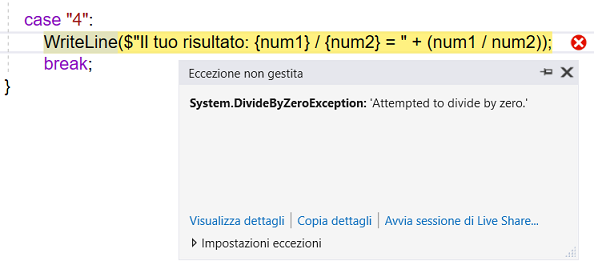 case "4":
WriteLine($"Il tuo risultato: {num1} / {num2} = " + (num1 / num2));
break;
}
Eccezione non gestita
System.DivideByZeroException: 'Attempted to divide by zero.'
Visualizza dettagli | Copia dettagli | Avvia sessione di Live Share...
Impostazioni eccezioni